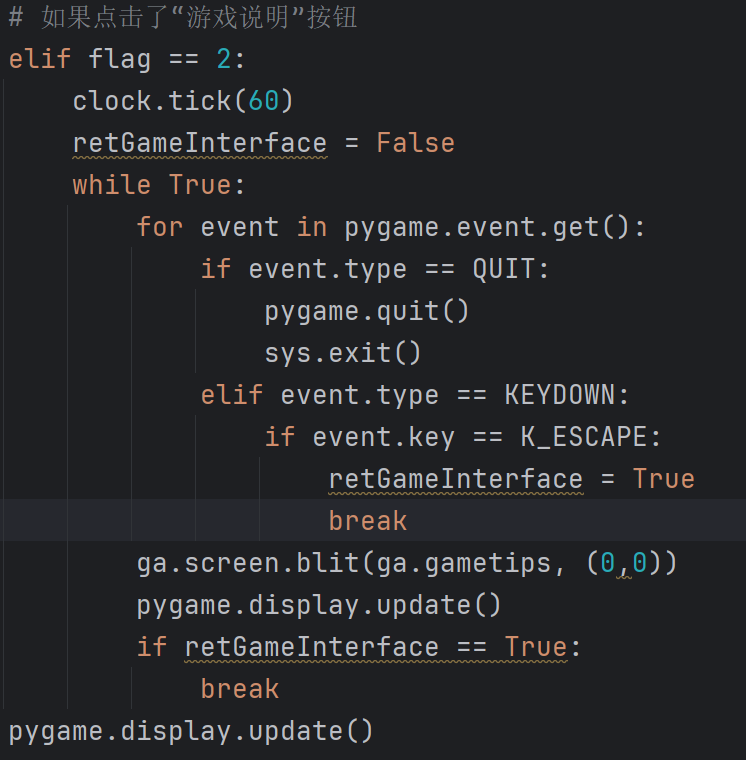 # 如果点击了“游戏说明”按钮
elif flag == 2:
    clock.tick(60)
    retGameInterface = False
    while True:
        for event in pygame.event.get():
            if event.type == QUIT:
                pygame.quit()
                sys.exit()
            elif event.type == KEYDOWN:
                if event.key == K_ESCAPE:
                    retGameInterface = True
                    break
        ga.screen.blit(ga.gametips, (0,0))
        pygame.display.update()
        if retGameInterface == True:
            break
pygame.display.update()